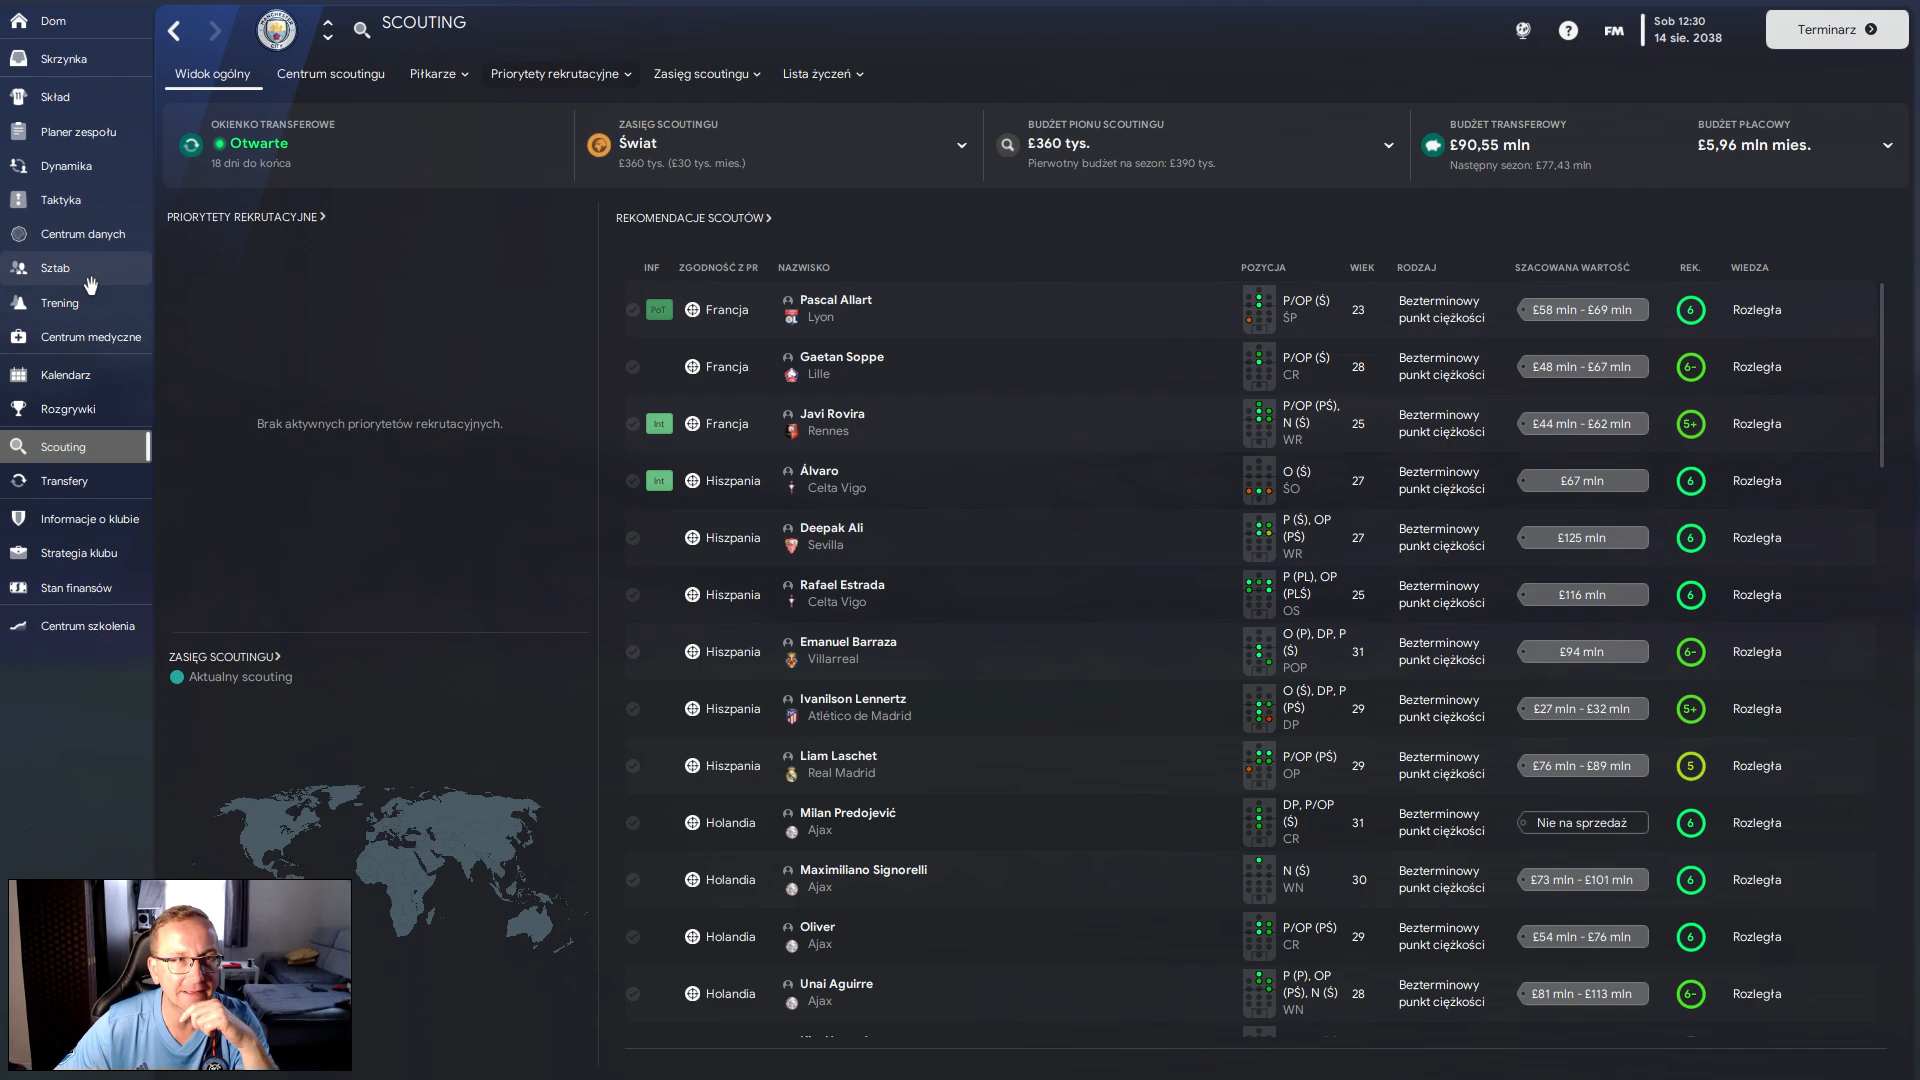 Dom
Skrzynka
Skład
Planer zespołu
Dynamika
Taktyka
Centrum danych
Sztab
Trening
Centrum medyczne
Kalendarz
Rozgrywki
Scouting
Transfery
Informacje o klubie
Strategia klubu
Stan finansów
Centrum szkolenia
SCOUTING
FM
Sob 12:30
14 sie. 2038
Terminarz
Widok ogólny
Centrum scoutingu
Piłkarze
Priorytety rekrutacyjne
Zasięg scoutingu
Lista życzeń
OKIENKO TRANSFEROWE
Otwarte
18 dni do końca
ZASIĘG SCOUTINGU
Świat
£360 tys. (£30 tys. mies.)
BUDŻET PIONU SCOUTINGU
£360 tys.
Pierwotny budżet na sezon: £390 tys.
BUDŻET TRANSFEROWY
£90,55 mln
Następny sezon: £77,43 mln
BUDŻET PŁACOWY
£5,96 mln mies.
PRIORYTETY REKRUTACYJNE
Brak aktywnych priorytetów rekrutacyjnych.
ZASIĘG SCOUTINGU
Aktualny scouting
REKOMENDACJE SCOUTÓW
INF ZGODNOŚĆ Z PR NAZWISKO POZYCJA WIEK RODZAJ SZACOWANA WARTOŚĆ REK. WIEDZA
PoT Francja Pascal Allart P/OP (Ś) 23 Bezterminowy £58 mln - £69 mln 6 Rozległa
Lyon ŚP punkt ciężkości
Francja Gaetan Soppe P/OP (Ś) 28 Bezterminowy £48 mln - £67 mln 6- Rozległa
Lille CR punkt ciężkości
Int Francja Javi Rovira P/OP (PŚ), 25 Bezterminowy £44 mln - £62 mln 5+ Rozległa
Rennes N (Ś) punkt ciężkości
WR
Int Hiszpania Álvaro O (Ś) 27 Bezterminowy £67 mln 6 Rozległa
Celta Vigo ŚO punkt ciężkości
Hiszpania Deepak Ali P (Ś), OP 27 Bezterminowy £125 mln 6 Rozległa
Sevilla (PŚ) punkt ciężkości
WR
Hiszpania Rafael Estrada P (PL), OP 25 Bezterminowy £116 mln 6 Rozległa
Celta Vigo (PLŚ) punkt ciężkości
OS
Hiszpania Emanuel Barraza O (P), DP, P 31 Bezterminowy £94 mln 6- Rozległa
Villarreal (Ś) punkt ciężkości
POP
Hiszpania Ivanilson Lennertz O (Ś), DP, P 29 Bezterminowy £27 mln - £32 mln 5+ Rozległa
Atlético de Madrid (PŚ) punkt ciężkości
DP
Hiszpania Liam Laschet P/OP (PŚ) 29 Bezterminowy £76 mln - £89 mln 5 Rozległa
Real Madrid OP punkt ciężkości
Holandia Milan Predojević DP, P/OP 31 Bezterminowy Nie na sprzedaż 6 Rozległa
Ajax (Ś) punkt ciężkości
CR
Holandia Maximiliano Signorelli N (Ś) 30 Bezterminowy £73 mln - £101 mln 6 Rozległa
Ajax WN punkt ciężkości
Holandia Oliver P/OP (PŚ) 29 Bezterminowy £54 mln - £76 mln 6 Rozległa
Ajax CR punkt ciężkości
Holandia Unai Aguirre P (P), OP 28 Bezterminowy £81 mln - £113 mln 6- Rozległa
Ajax (PŚ), N (Ś) punkt ciężkości
WN